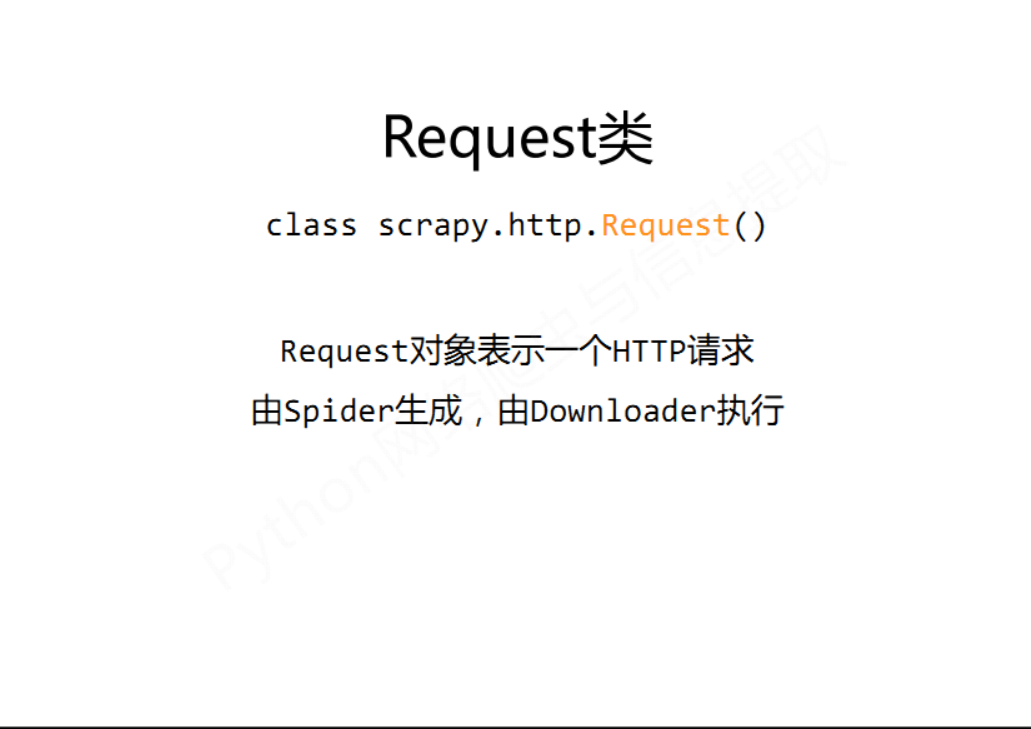 Request类
class scrapy.http.Request()
Request对象表示一个HTTP请求
由Spider生成，由Downloader执行
Python网络爬虫与信息提取